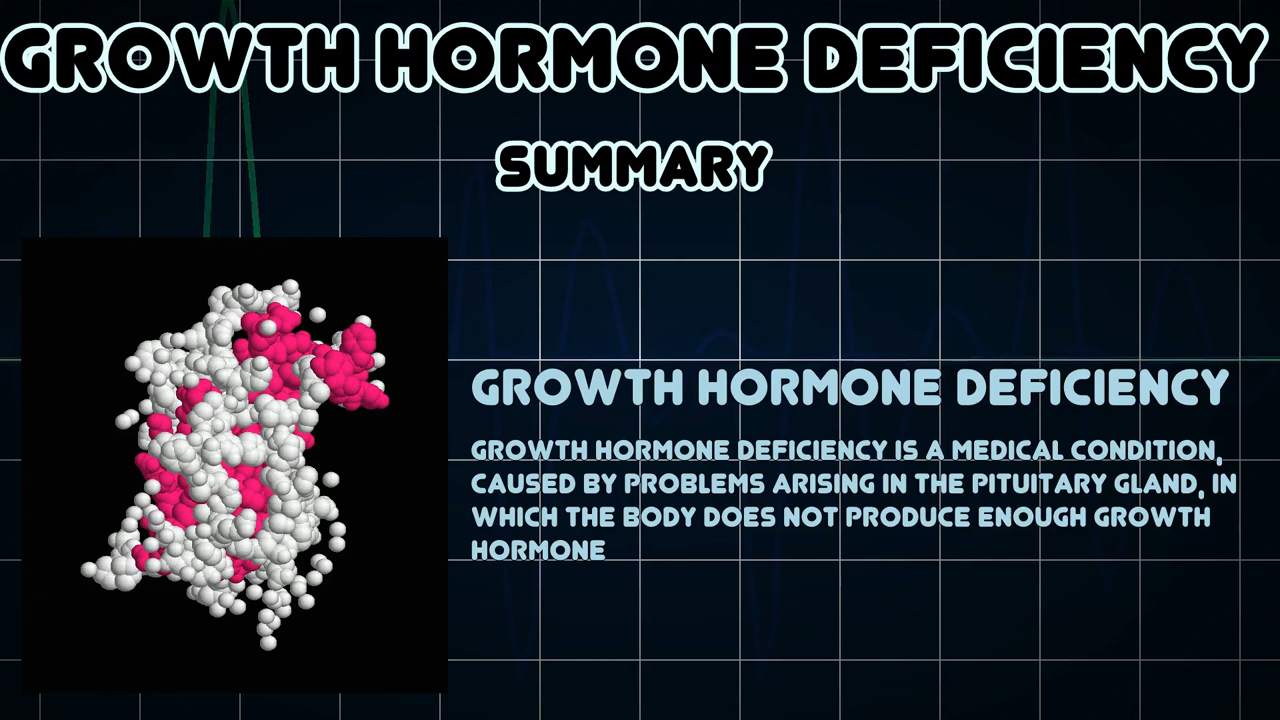 GROWTH HORMONE DEFICIENCY
SUMMARY
GROWTH HORMONE DEFICIENCY
GROWTH HORMONE DEFICIENCY IS A MEDICAL CONDITION,
CAUSED BY PROBLEMS ARISING IN THE PITUITARY GLAND, IN
WHICH THE BODY DOES NOT PRODUCE ENOUGH GROWTH
HORMONE